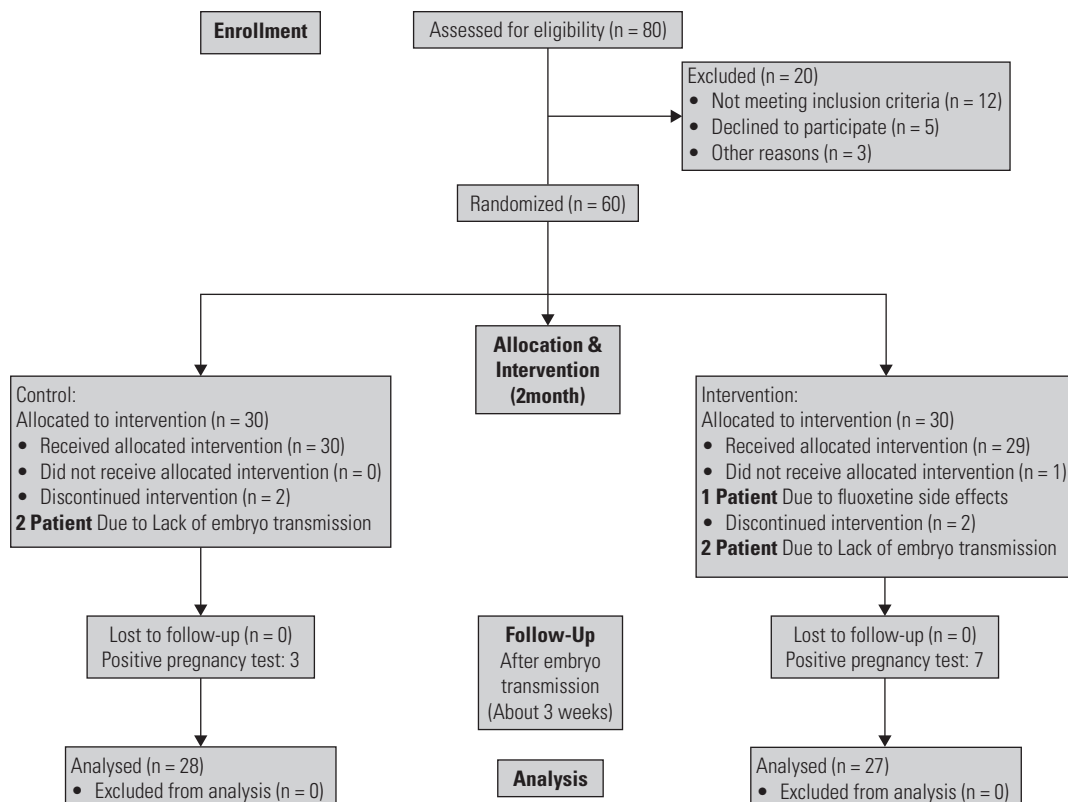 Enrollment
Assessed for eligibility (n = 80)
Excluded (n = 20)
• Not meeting inclusion criteria (n = 12)
• Declined to participate (n = 5)
• Other reasons (n = 3)
Randomized (n = 60)
Allocation &
Intervention
(2month)
Control:
Allocated to intervention (n = 30)
• Received allocated intervention (n = 30)
• Did not receive allocated intervention (n = 0)
• Discontinued intervention (n = 2)
2 Patient Due to Lack of embryo transmission
Intervention:
Allocated to intervention (n = 30)
• Received allocated intervention (n = 29)
• Did not receive allocated intervention (n = 1)
1 Patient Due to fluoxetine side effects
• Discontinued intervention (n = 2)
2 Patient Due to Lack of embryo transmission
Lost to follow-up (n = 0)
Positive pregnancy test: 3
Follow-Up
After embryo
transmission
(About 3 weeks)
Lost to follow-up (n = 0)
Positive pregnancy test: 7
Analysed (n = 28)
• Excluded from analysis (n = 0)
Analysis
Analysed (n = 27)
• Excluded from analysis (n = 0)